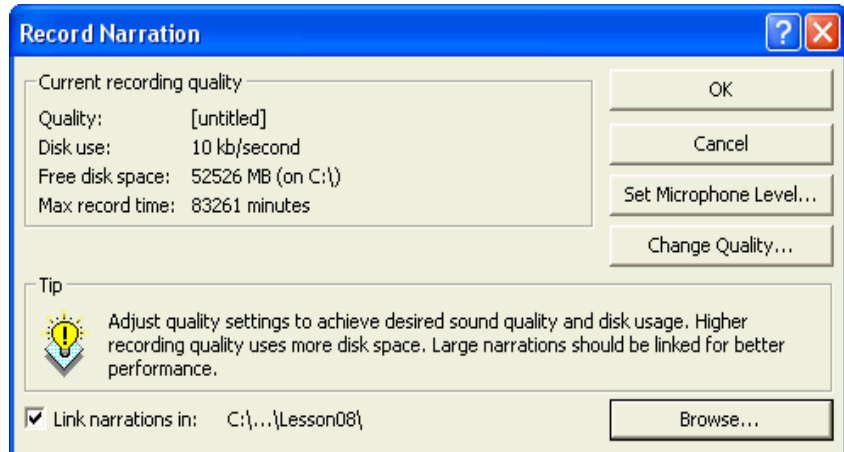 Record Narration
Current recording quality
Quality: [untitled]
Disk use: 10 kb/second
Free disk space: 52526 MB (on C:\)
Max record time: 83261 minutes
OK
Cancel
Set Microphone Level...
Change Quality...
Tip
Adjust quality settings to achieve desired sound quality and disk usage. Higher
recording quality uses more disk space. Large narrations should be linked for better
performance.
Link narrations in: C:\...\Lesson08\
Browse...